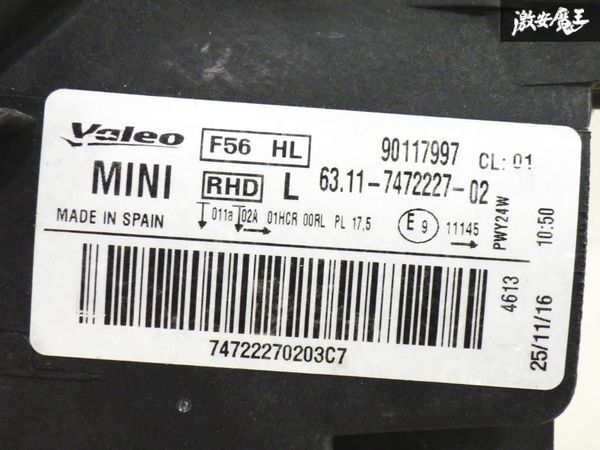 激安魔王
Valeo F56 HL 90117997 CL: 01
MINI RHD L 63.11-7472227-02
MADE IN SPAIN 011a 02A 01HCR 00RL PL 17,5 E9 11145
PWY24W
74722270203C7
25/11/16 4613 10:50